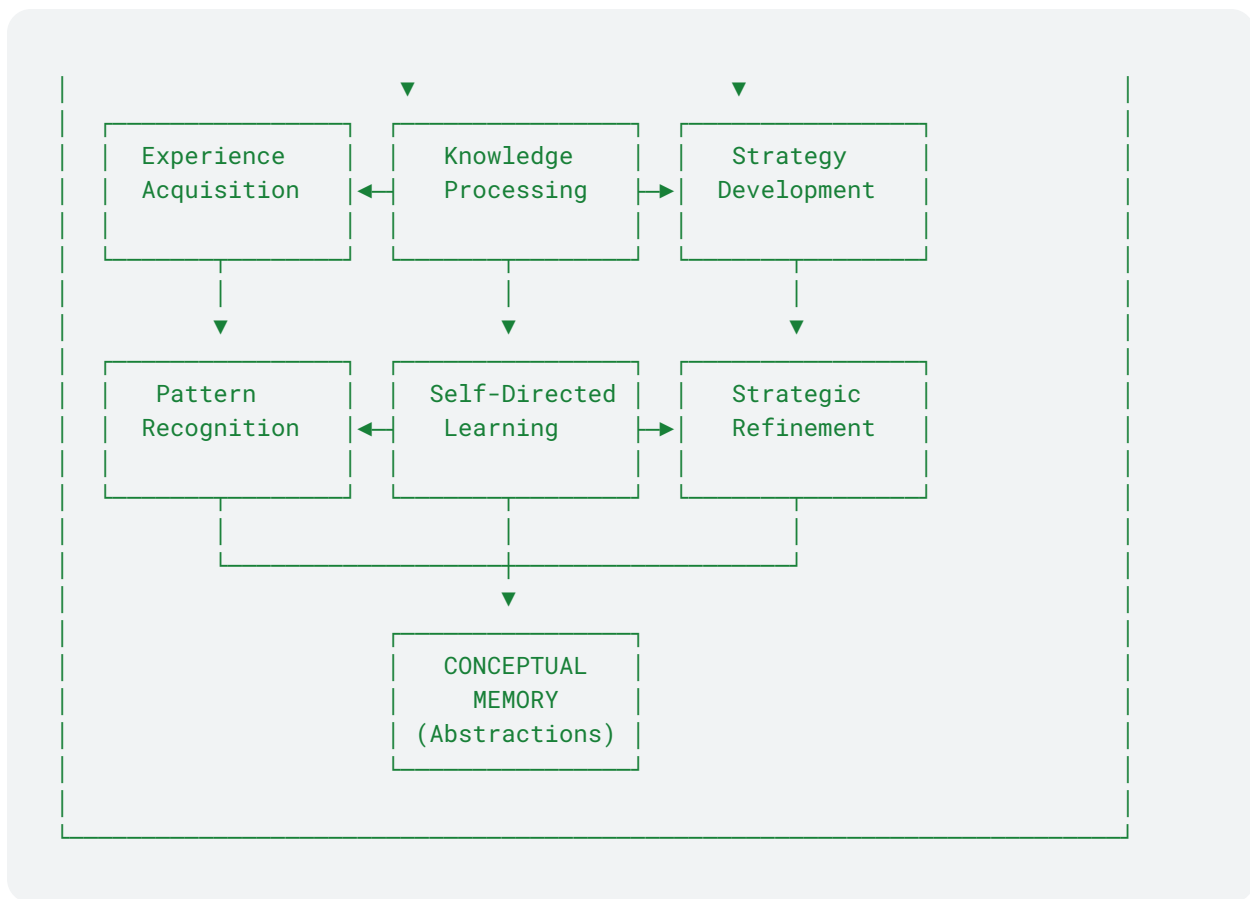 Experience Knowledge Strategy
Acquisition Processing Development
Pattern Self-Directed Strategic
Recognition Learning Refinement
CONCEPTUAL
MEMORY
(Abstractions)